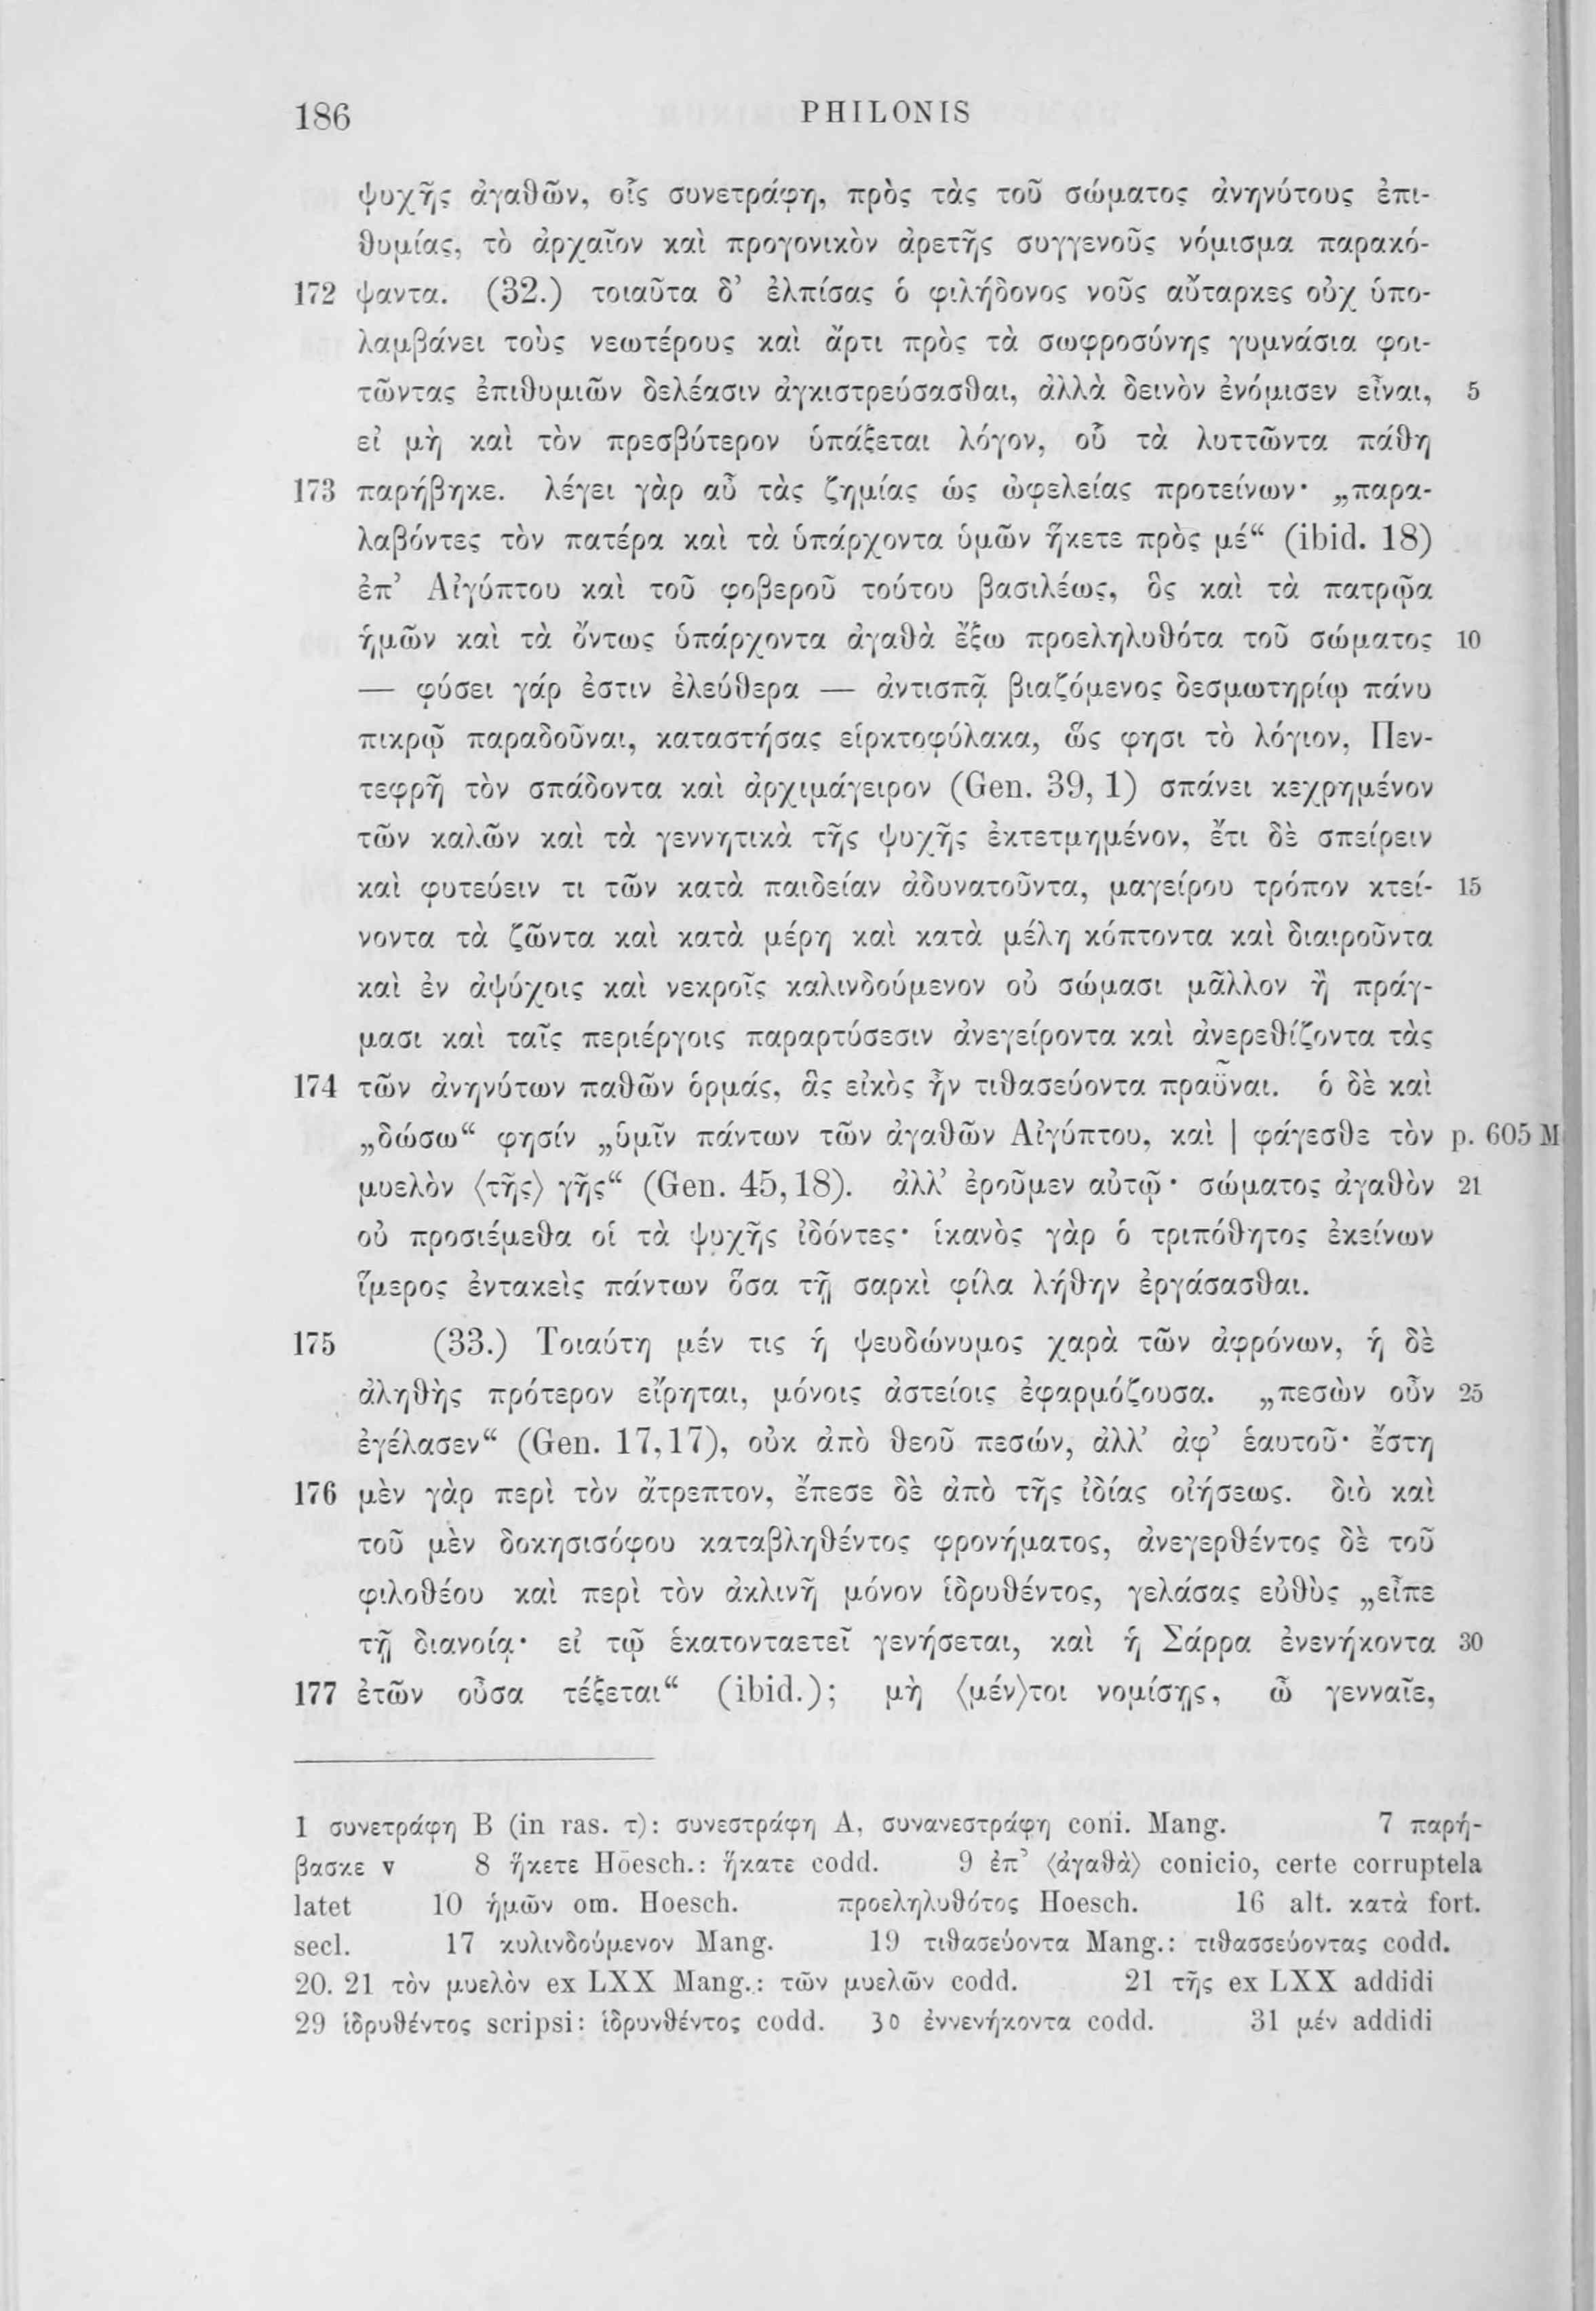 186 PHILONIS
ψυχῆς ἀγαθῶν, οἷς συνετράφη, πρὸς τὰς τοῦ σώματος ἀνηνύτους ἐπι-
θυμίας, τὸ ἀρχαῖον καὶ προγονικὸν ἀρετῆς συγγενοῦς νόμισμα παρακό-
172 ψαντα. (32.) τοιαῦτα δ’ ἐλπίσας ὁ φιλήδονος νοῦς αὔταρκες οὐχ ὑπο-
λαμβάνει τοὺς νεωτέρους καὶ ἄρτι πρὸς τὰ σωφροσύνης γυμνάσια φοι-
τῶντας ἐπιθυμιῶν δελέασιν ἀγκιστρεύσασθαι, ἀλλὰ δεινὸν ἐνόμισεν εἶναι, 5
εἰ μὴ καὶ τὸν πρεσβύτερον ὑπάξεται λόγον, οὗ τὰ λυττῶντα πάθη
173 παρήβηκε. λέγει γὰρ αὖ τὰς ζημίας ὡς ὠφελείας προτείνων· „παρα-
λαβόντες τὸν πατέρα καὶ τὰ ὑπάρχοντα ὑμῶν ἥκετε πρὸς μέ“ (ibid. 18)
ἐπ’ Αἰγύπτου καὶ τοῦ φοβεροῦ τούτου βασιλέως, ὃς καὶ τὰ πατρῷα
ἡμῶν καὶ τὰ ὄντως ὑπάρχοντα ἀγαθὰ ἔξω προεληλυθότα τοῦ σώματος 10
— φύσει γάρ ἐστιν ἐλεύθερα — ἀντισπᾷ βιαζόμενος δεσμωτηρίῳ πάνυ
πικρῷ παραδοῦναι, καταστήσας εἱρκτοφύλακα, ὥς φησι τὸ λόγιον, Πεν-
τεφρῆ τὸν σπάδοντα καὶ ἀρχιμάγειρον (Gen. 39, 1) σπάνει κεχρημένον
τῶν καλῶν καὶ τὰ γεννητικὰ τῆς ψυχῆς ἐκτετμημένον, ἔτι δὲ σπείρειν
καὶ φυτεύειν τι τῶν κατὰ παιδείαν ἀδυνατοῦντα, μαγείρου τρόπον κτεί- 15
νοντα τὰ ζῶντα καὶ κατὰ μέρη καὶ κατὰ μέλη κόπτοντα καὶ διαιροῦντα
καὶ ἐν ἀψύχοις καὶ νεκροῖς καλινδούμενον οὐ σώμασι μᾶλλον ἢ πράγ-
μασι καὶ ταῖς περιέργοις παραρτύσεσιν ἀνεγείροντα καὶ ἀνερεθίζοντα τὰς
174 τῶν ἀνηνύτων παθῶν ὁρμάς, ἃς εἰκὸς ἦν τιθασεύοντα πραῧναι. ὁ δὲ καὶ
„δώσω“ φησίν „ὑμῖν πάντων τῶν ἀγαθῶν Αἰγύπτου, καὶ | φάγεσθε τὸν p. 605 M
μυελὸν ⟨τῆς⟩ γῆς“ (Gen. 45, 18). ἀλλ’ ἐροῦμεν αὐτῷ· σώματος ἀγαθὸν 21
οὐ προσιέμεθα οἱ τὰ ψυχῆς ἰδόντες· ἱκανὸς γὰρ ὁ τριπόθητος ἐκείνων
ἵμερος ἐντακεὶς πάντων ὅσα τῇ σαρκὶ φίλα λήθην ἐργάσασθαι.
175 (33.) Τοιαύτη μέν τις ἡ ψευδώνυμος χαρὰ τῶν ἀφρόνων, ἡ δὲ
ἀληθὴς πρότερον εἴρηται, μόνοις ἀστείοις ἐφαρμόζουσα. „πεσὼν οὖν 25
ἐγέλασεν“ (Gen. 17, 17), οὐκ ἀπὸ θεοῦ πεσών, ἀλλ’ ἀφ’ ἑαυτοῦ· ἔστη
176 μὲν γὰρ περὶ τὸν ἄτρεπτον, ἔπεσε δὲ ἀπὸ τῆς ἰδίας οἰήσεως. διὸ καὶ
τοῦ μὲν δοκησισόφου καταβληθέντος φρονήματος, ἀνεγερθέντος δὲ τοῦ
φιλοθέου καὶ περὶ τὸν ἀκλινῆ μόνον ἱδρυθέντος, γελάσας εὐθὺς „εἶπε
τῇ διανοίᾳ· εἰ τῷ ἑκατονταετεῖ γενήσεται, καὶ ἡ Σάρρα ἐνενήκοντα 30
177 ἐτῶν οὖσα τέξεται“ (ibid.); μὴ ⟨μέν⟩τοι νομίσῃς, ὦ γενναῖε,
1 συνετράφη B (in ras. τ): συνεστράφη A, συνανεστράφη coni. Mang. 7 παρή-
βασκε v 8 ἥκετε Hoesch.: ἥκατε codd. 9 ἐπ’ ⟨ἀγαθὰ⟩ conicio, certe corruptela
latet 10 ἡμῶν om. Hoesch. προεληλυθότος Hoesch. 16 alt. κατὰ fort.
secl. 17 κυλινδούμενον Mang. 19 τιθασεύοντα Mang.: τιθασσεύοντας codd.
20. 21 τὸν μυελὸν ex LXX Mang.: τῶν μυελῶν codd. 21 τῆς ex LXX addidi
29 ἱδρυθέντος scripsi: ἱδρυνθέντος codd. 30 ἐννενήκοντα codd. 31 μέν addidi